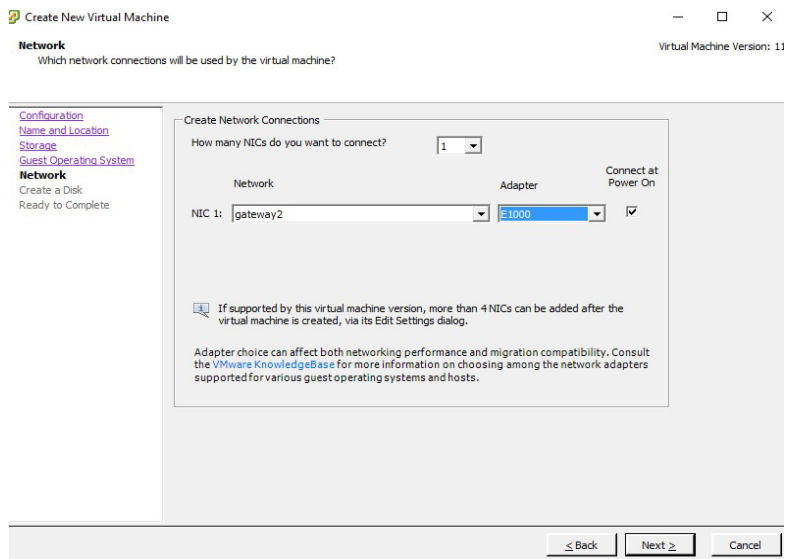 Create New Virtual Machine
Network
Which network connections will be used by the virtual machine?
Virtual Machine Version: 11
Configuration
Name and Location
Storage
Guest Operating System
Network
Create a Disk
Ready to Complete
Create Network Connections
How many NICs do you want to connect?
1
Network
Adapter
Connect at
Power On
NIC 1:
gateway2
E1000
If supported by this virtual machine version, more than 4 NICs can be added after the
virtual machine is created, via its Edit Settings dialog.
Adapter choice can affect both networking performance and migration compatibility. Consult
the VMware KnowledgeBase for more information on choosing among the network adapters
supported for various guest operating systems and hosts.
< Back
Next >
Cancel